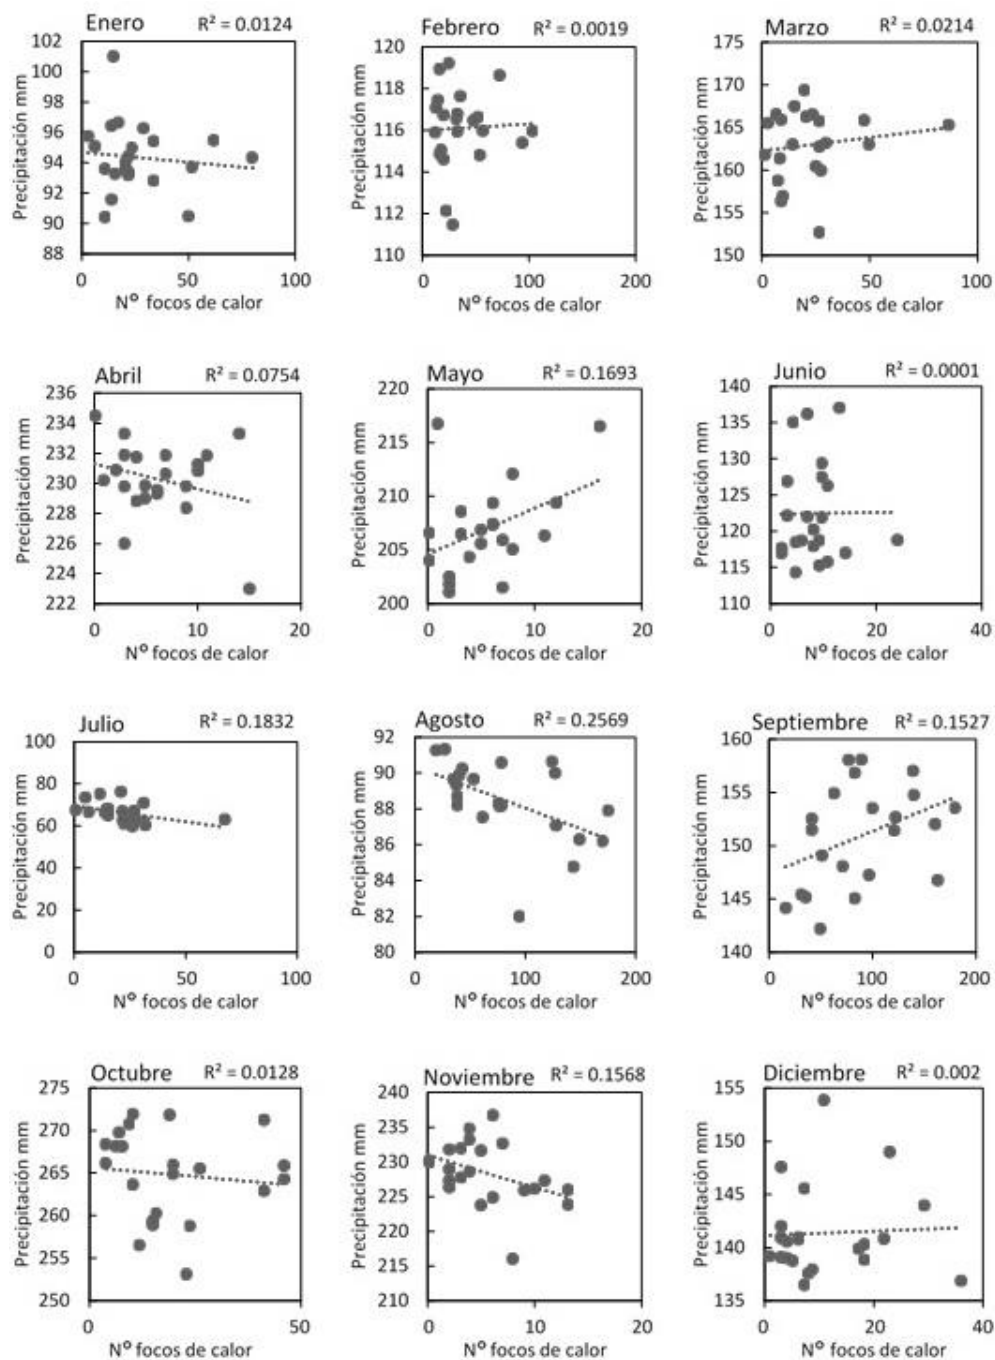 Enero R² = 0.0124
Precipitación mm
102
100
98
96
94
92
90
88
0 50 100
N° focos de calor
Febrero R² = 0.0019
Precipitación mm
120
118
116
114
112
110
0 100 200
N° focos de calor
Marzo R² = 0.0214
Precipitación mm
175
170
165
160
155
150
0 50 100
N° focos de calor
Abril R² = 0.0754
Precipitación mm
236
234
231
230
228
226
224
222
0 10 20
N° focos de calor
Mayo R² = 0.1693
Precipitación mm
220
215
210
205
200
0 10 20
N° focos de calor
Junio R² = 0.0001
Precipitación mm
140
135
130
125
123
115
110
0 20 40
N° focos de calor
Julio R² = 0.1832
Precipitación mm
100
80
60
40
20
0
0 50 100
N° focos de calor
Agosto R² = 0.2569
Precipitación mm
92
90
88
86
84
82
80
0 100 200
N° focos de calor
Septiembre R² = 0.1527
Precipitación mm
160
155
150
145
140
0 100 200
N° focos de calor
Octubre R² = 0.0128
Precipitación mm
275
270
265
260
255
250
0 50
N° focos de calor
Noviembre R² = 0.1568
Precipitación mm
240
235
230
225
220
215
210
0 10 20
N° focos de calor
Diciembre R² = 0.002
Precipitación mm
155
150
145
140
135
0 20 40
N° focos de calor